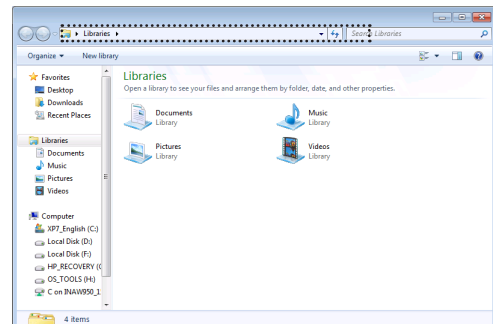 Libraries
Search Libraries
Organize
New library
Favorites
Desktop
Downloads
Recent Places
Libraries
Documents
Music
Pictures
Videos
Computer
XP7_English (C:)
Local Disk (D:)
Local Disk (F:)
HP_RECOVERY (
OS_TOOLS (H:)
C on INAW950_1
Libraries
Open a library to see your files and arrange them by folder, date, and other properties.
Documents
Library
Music
Library
Pictures
Library
Videos
Library
4 items